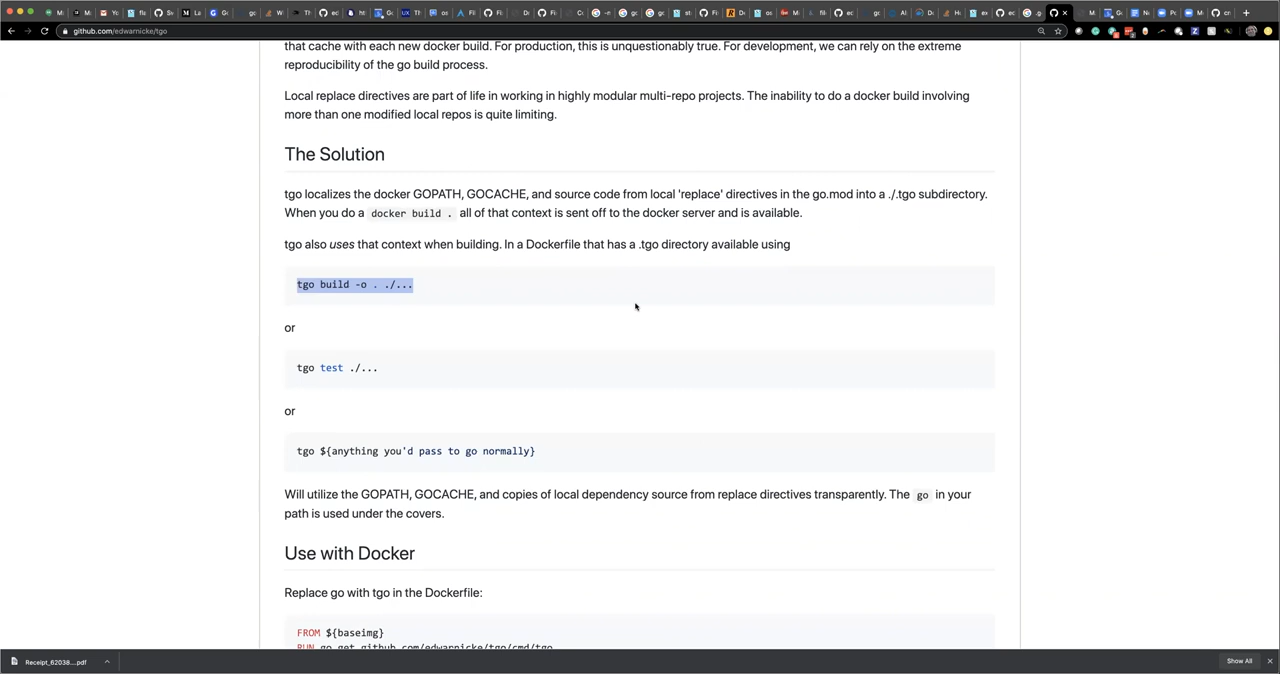 github.com/edwarnicke/tgo
that cache with each new docker build. For production, this is unquestionably true. For development, we can rely on the extreme
reproducibility of the go build process.
Local replace directives are part of life in working in highly modular multi-repo projects. The inability to do a docker build involving
more than one modified local repos is quite limiting.
The Solution
tgo localizes the docker GOPATH, GOCACHE, and source code from local 'replace' directives in the go.mod into a ./.tgo subdirectory.
When you do a docker build . all of that context is sent off to the docker server and is available.
tgo also uses that context when building. In a Dockerfile that has a .tgo directory available using
tgo build -o . ./...
or
tgo test ./...
or
tgo ${anything you'd pass to go normally}
Will utilize the GOPATH, GOCACHE, and copies of local dependency source from replace directives transparently. The go in your
path is used under the covers.
Use with Docker
Replace go with tgo in the Dockerfile:
FROM ${baseimg}
RUN go get github.com/edwarnicke/tgo/cmd/tgo
Receipt_62038....pdf
Show All